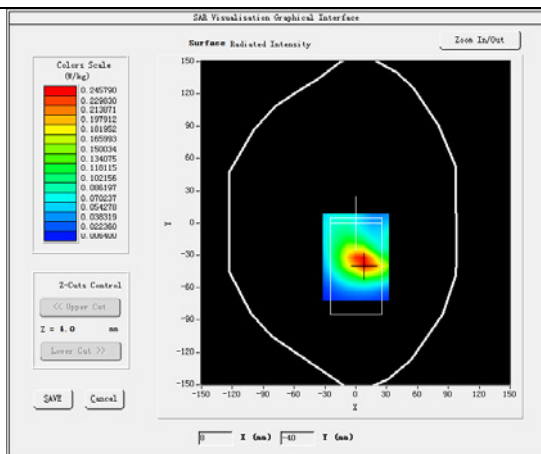 SAR Visualisation Graphical Interface
Surface Radiated Intensity
Zoom In/Out
Colors Scale
(W/kg)
0.245790
0.229830
0.213871
0.197912
0.181952
0.165993
0.150034
0.134075
0.118115
0.102156
0.086197
0.070237
0.054278
0.038319
0.022360
0.006400
150
120
90
60
30
0
-30
-60
-90
-120
-150
Y
-150 -120 -90 -60 -30 0 30 60 90 120 150
X
Z-Cuts Control
<< Upper Cut
Z = 4.0 mm
Lower Cut >>
SAVE Cancel
8 X (mm) -40 Y (mm)